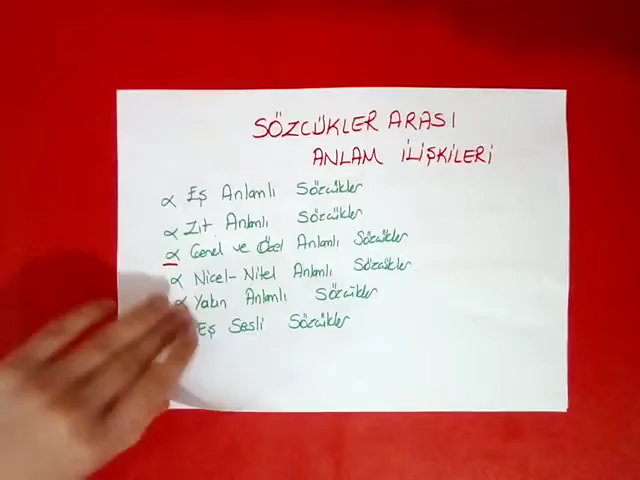 SÖZCÜKLER ARASI
ANLAM İLİŞKİLERİ
∝ Eş Anlamlı Sözcükler
∝ Zıt Anlamlı Sözcükler
∝ Genel ve Özel Anlamlı Sözcükler
∝ Nicel-Nitel Anlamlı Sözcükler
∝ Yakın Anlamlı Sözcükler
Eş Sesli Sözcükler